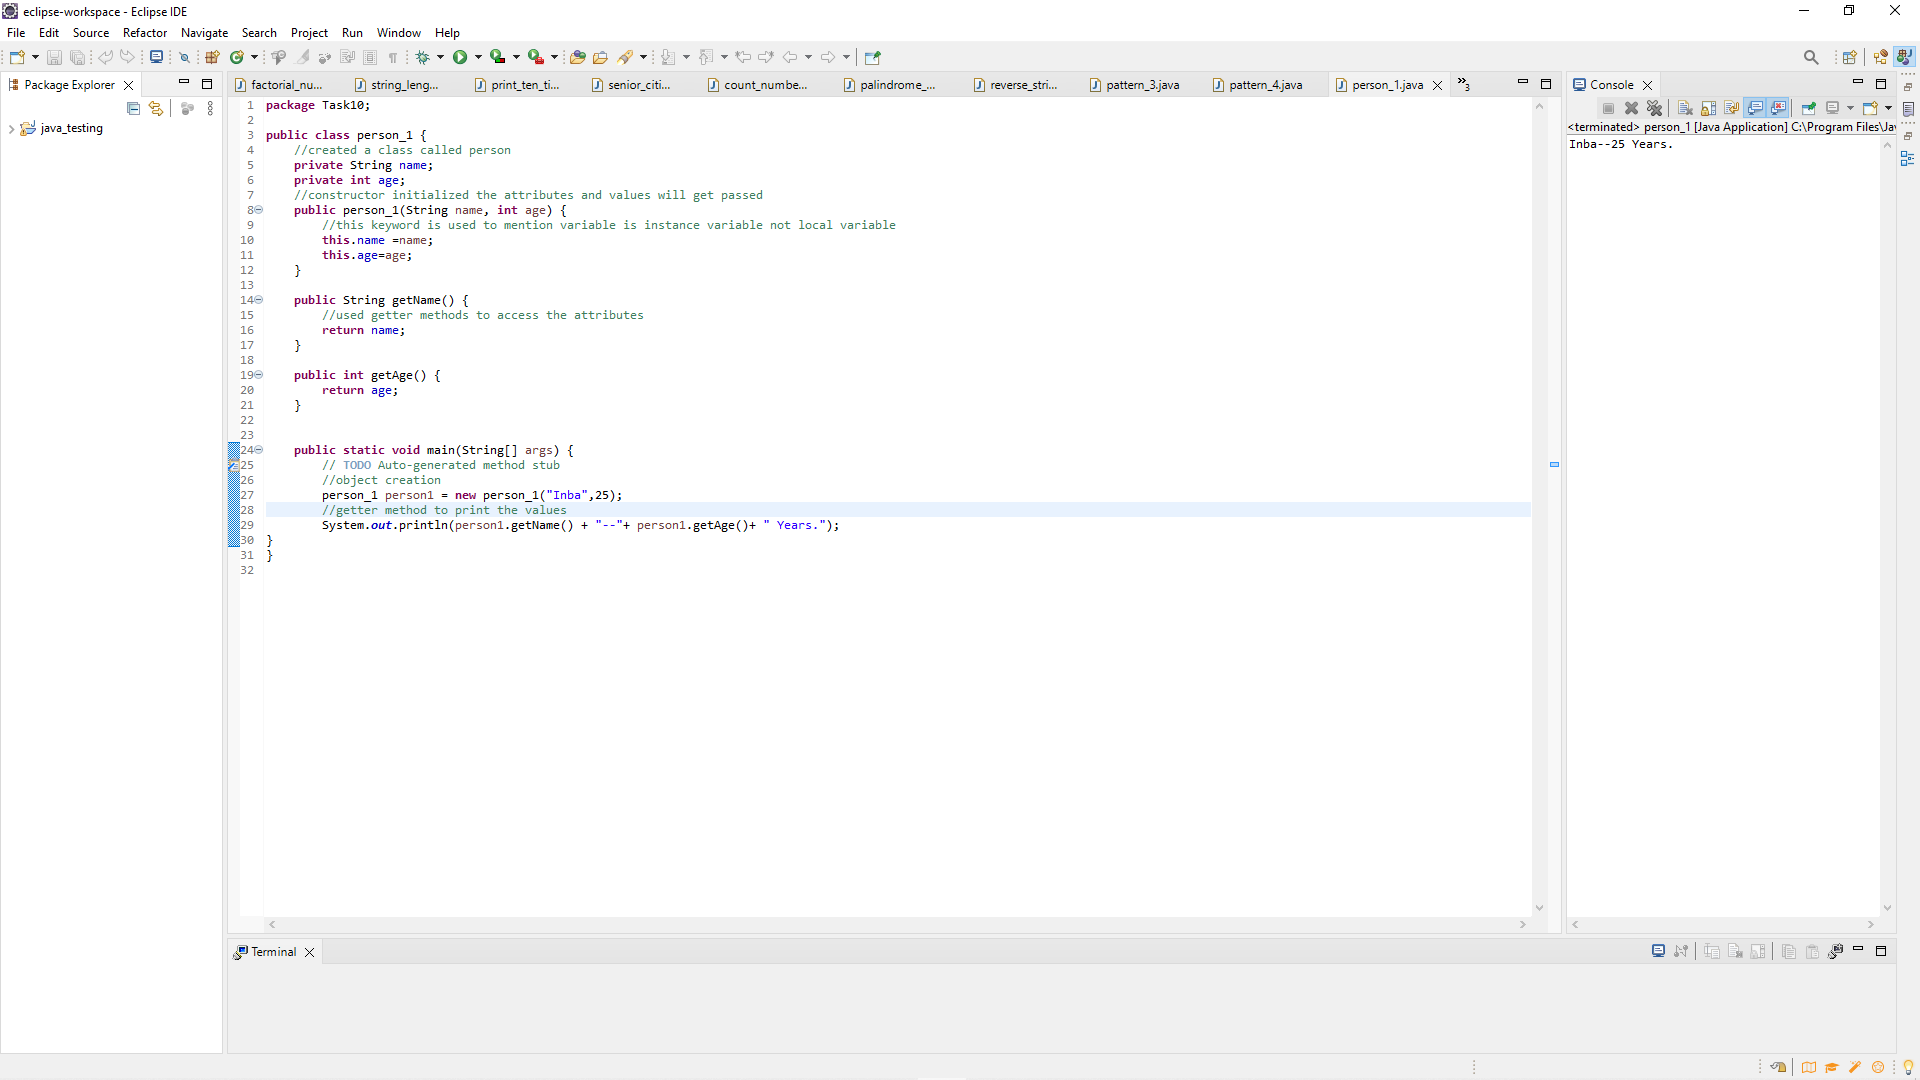 eclipse-workspace - Eclipse IDE
File Edit Source Refactor Navigate Search Project Run Window Help
Package Explorer
java_testing
factorial_nu... string_leng... print_ten_ti... senior_citi... count_numbe... palindrome_... reverse_stri... pattern_3.java pattern_4.java person_1.java »3
1 package Task10;
2
3 public class person_1 {
4 //created a class called person
5 private String name;
6 private int age;
7 //constructor initialized the attributes and values will get passed
8 public person_1(String name, int age) {
9 //this keyword is used to mention variable is instance variable not local variable
10 this.name =name;
11 this.age=age;
12 }
13
14 public String getName() {
15 //used getter methods to access the attributes
16 return name;
17 }
18
19 public int getAge() {
20 return age;
21 }
22
23
24 public static void main(String[] args) {
25 // TODO Auto-generated method stub
26 //object creation
27 person_1 person1 = new person_1("Inba",25);
28 //getter method to print the values
29 System.out.println(person1.getName() + "--"+ person1.getAge()+ " Years.");
30 }
31 }
32
Console
<terminated> person_1 [Java Application] C:\Program Files\Jav
Inba--25 Years.
Terminal